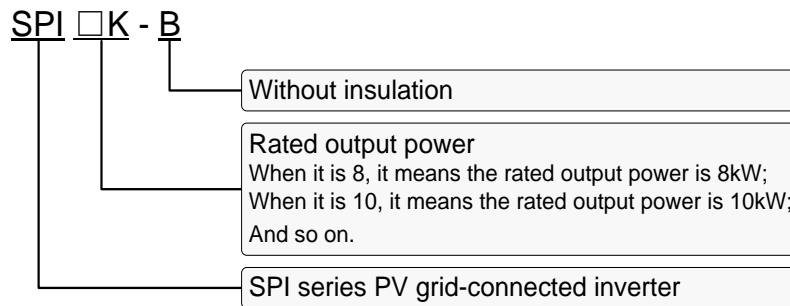 SPI □K - B
Without insulation
Rated output power
When it is 8, it means the rated output power is 8kW;
When it is 10, it means the rated output power is 10kW;
And so on.
SPI series PV grid-connected inverter